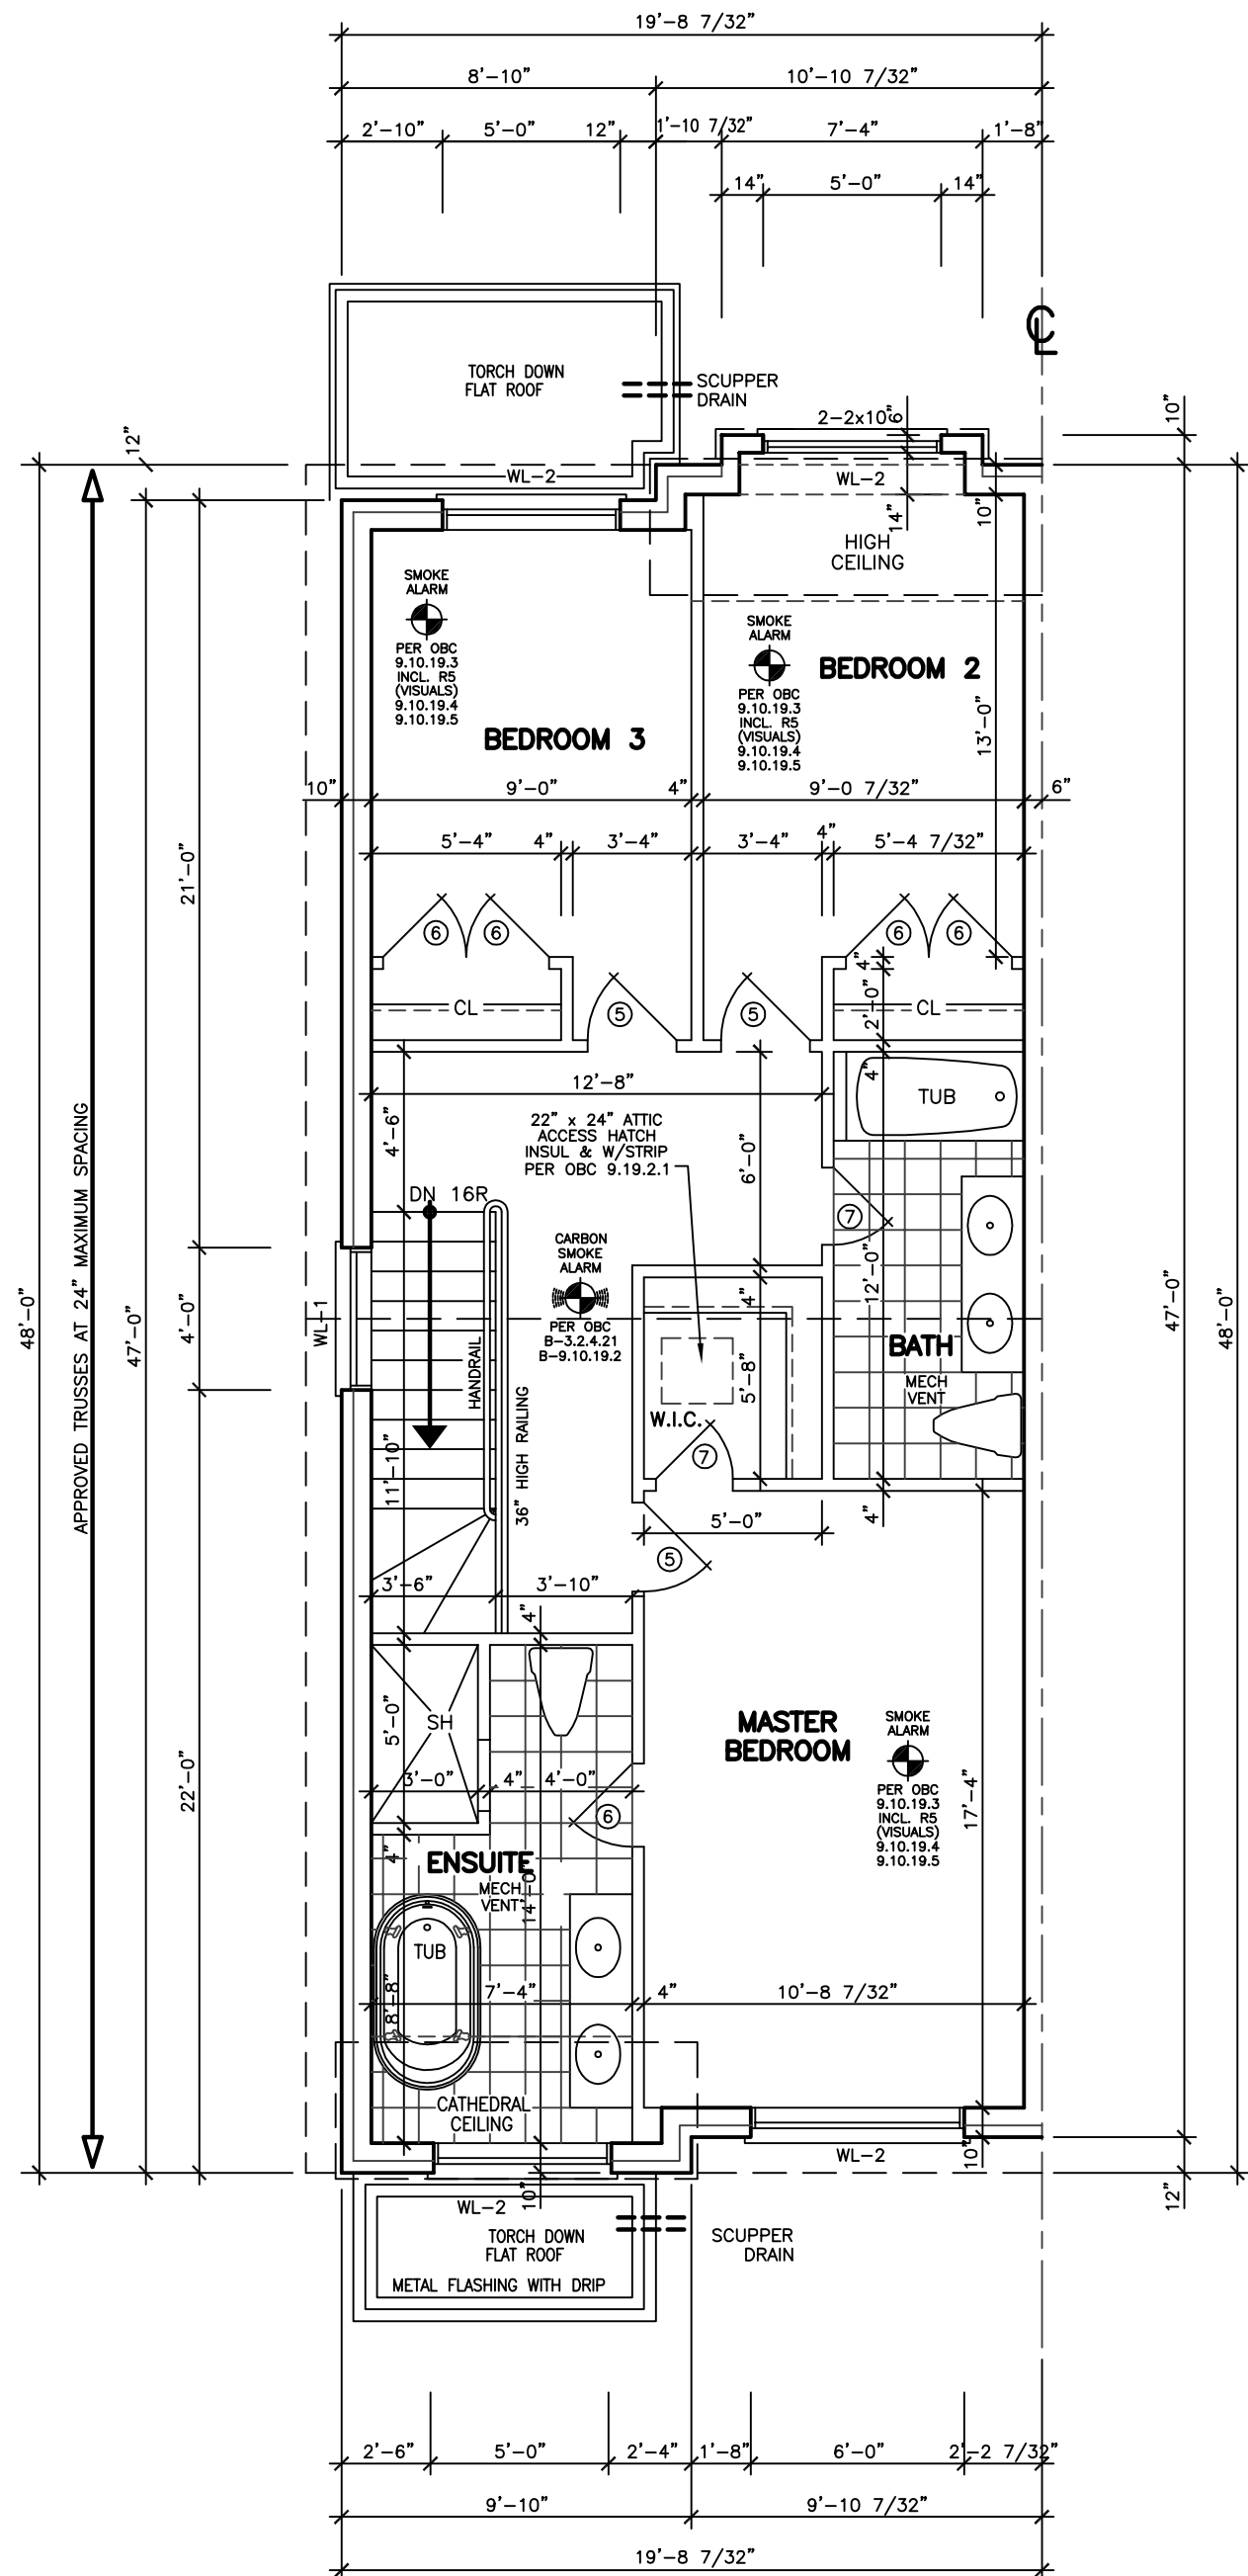 19'-8 7/32"
8'-10"
10'-10 7/32"
2'-10"
5'-0"
12"
1'-10 7/32"
7'-4"
1'-8"
14"
5'-0"
14"
CL
TORCH DOWN
FLAT ROOF
SCUPPER
DRAIN
2-2x10
6"
10"
12"
WL-2
WL-2
14"
10"
HIGH
CEILING
SMOKE
ALARM
PER OBC
9.10.19.3
INCL. R5
(VISUALS)
9.10.19.4
9.10.19.5
SMOKE
ALARM
PER OBC
9.10.19.3
INCL. R5
(VISUALS)
9.10.19.4
9.10.19.5
BEDROOM 2
BEDROOM 3
13'-0"
10"
9'-0"
4"
9'-0 7/32"
6"
5'-4"
4"
3'-4"
3'-4"
4"
5'-4 7/32"
21'-0"
6
6
6
6
4"
CL
5
5
2'-0"
CL
4"
12'-8"
TUB
4'-6"
22" x 24" ATTIC
ACCESS HATCH
INSUL & W/STRIP
PER OBC 9.19.2.1
6'-0"
APPROVED TRUSSES AT 24" MAXIMUM SPACING
DN 16R
7
CARBON
SMOKE
ALARM
PER OBC
B-3.2.4.21
B-9.10.19.2
4"
12'-0"
48'-0"
47'-0"
4'-0"
WL-1
HANDRAIL
36" HIGH RAILING
5'-8"
BATH
MECH
VENT
47'-0"
48'-0"
W.I.C.
7
11'-10"
4"
5'-0"
5
3'-6"
3'-10"
4"
5'-0"
SH
MASTER
BEDROOM
SMOKE
ALARM
PER OBC
9.10.19.3
INCL. R5
(VISUALS)
9.10.19.4
9.10.19.5
3'-0"
4"
4'-0"
6
17'-4"
22'-0"
4"
ENSUITE
MECH
VENT
14'-0"
TUB
8'-8"
7'-4"
4"
10'-8 7/32"
CATHEDRAL
CEILING
WL-2
10"
10"
12"
WL-2
TORCH DOWN
FLAT ROOF
SCUPPER
DRAIN
METAL FLASHING WITH DRIP
2'-6"
5'-0"
2'-4"
1'-8"
6'-0"
2'-2 7/32"
9'-10"
9'-10 7/32"
19'-8 7/32"